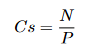 Cs = N/P